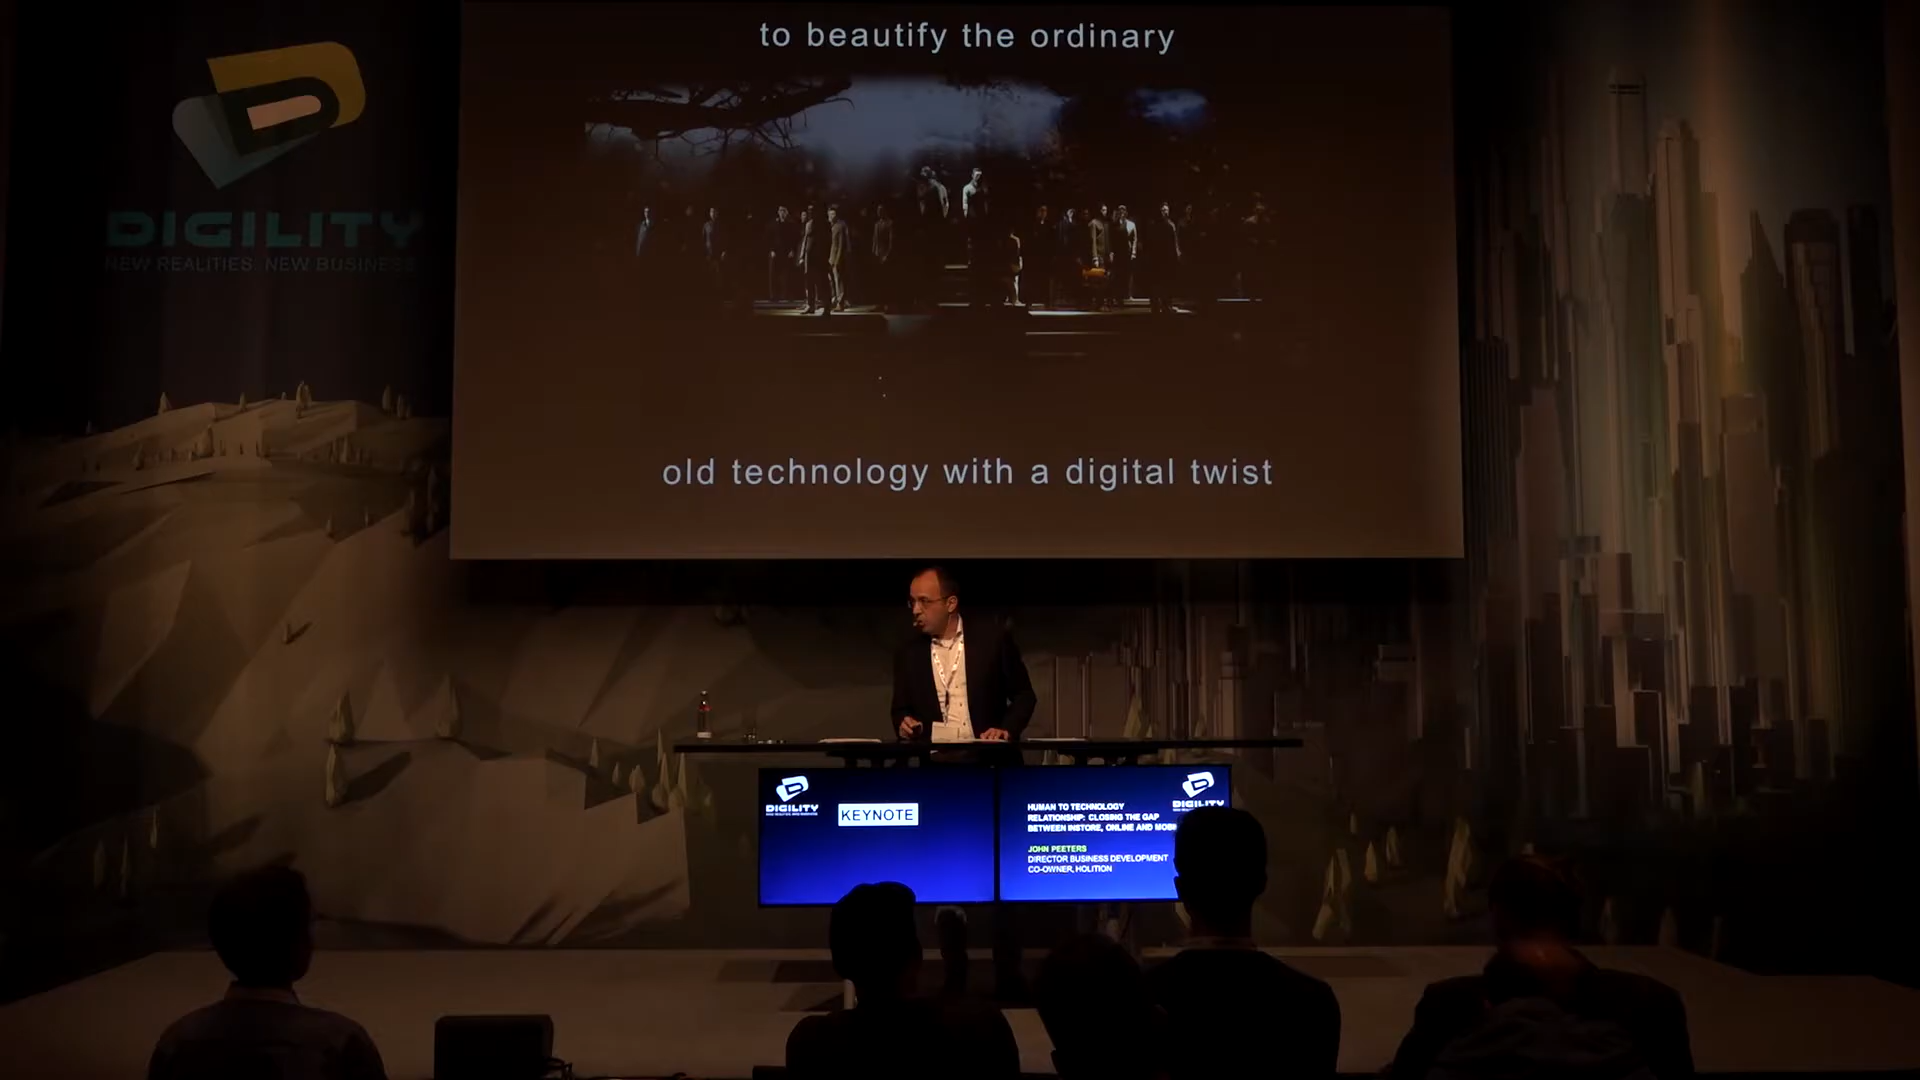 to beautify the ordinary
DIGILITY
NEW REALITIES. NEW BUSINESS
old technology with a digital twist
DIGILITY
KEYNOTE
DIGILITY
HUMAN TO TECHNOLOGY
RELATIONSHIP: CLOSING THE GAP
BETWEEN INSTORE, ONLINE AND
JOHN PEETERS
DIRECTOR BUSINESS DEVELOPMENT
CO-OWNER, HOLITION